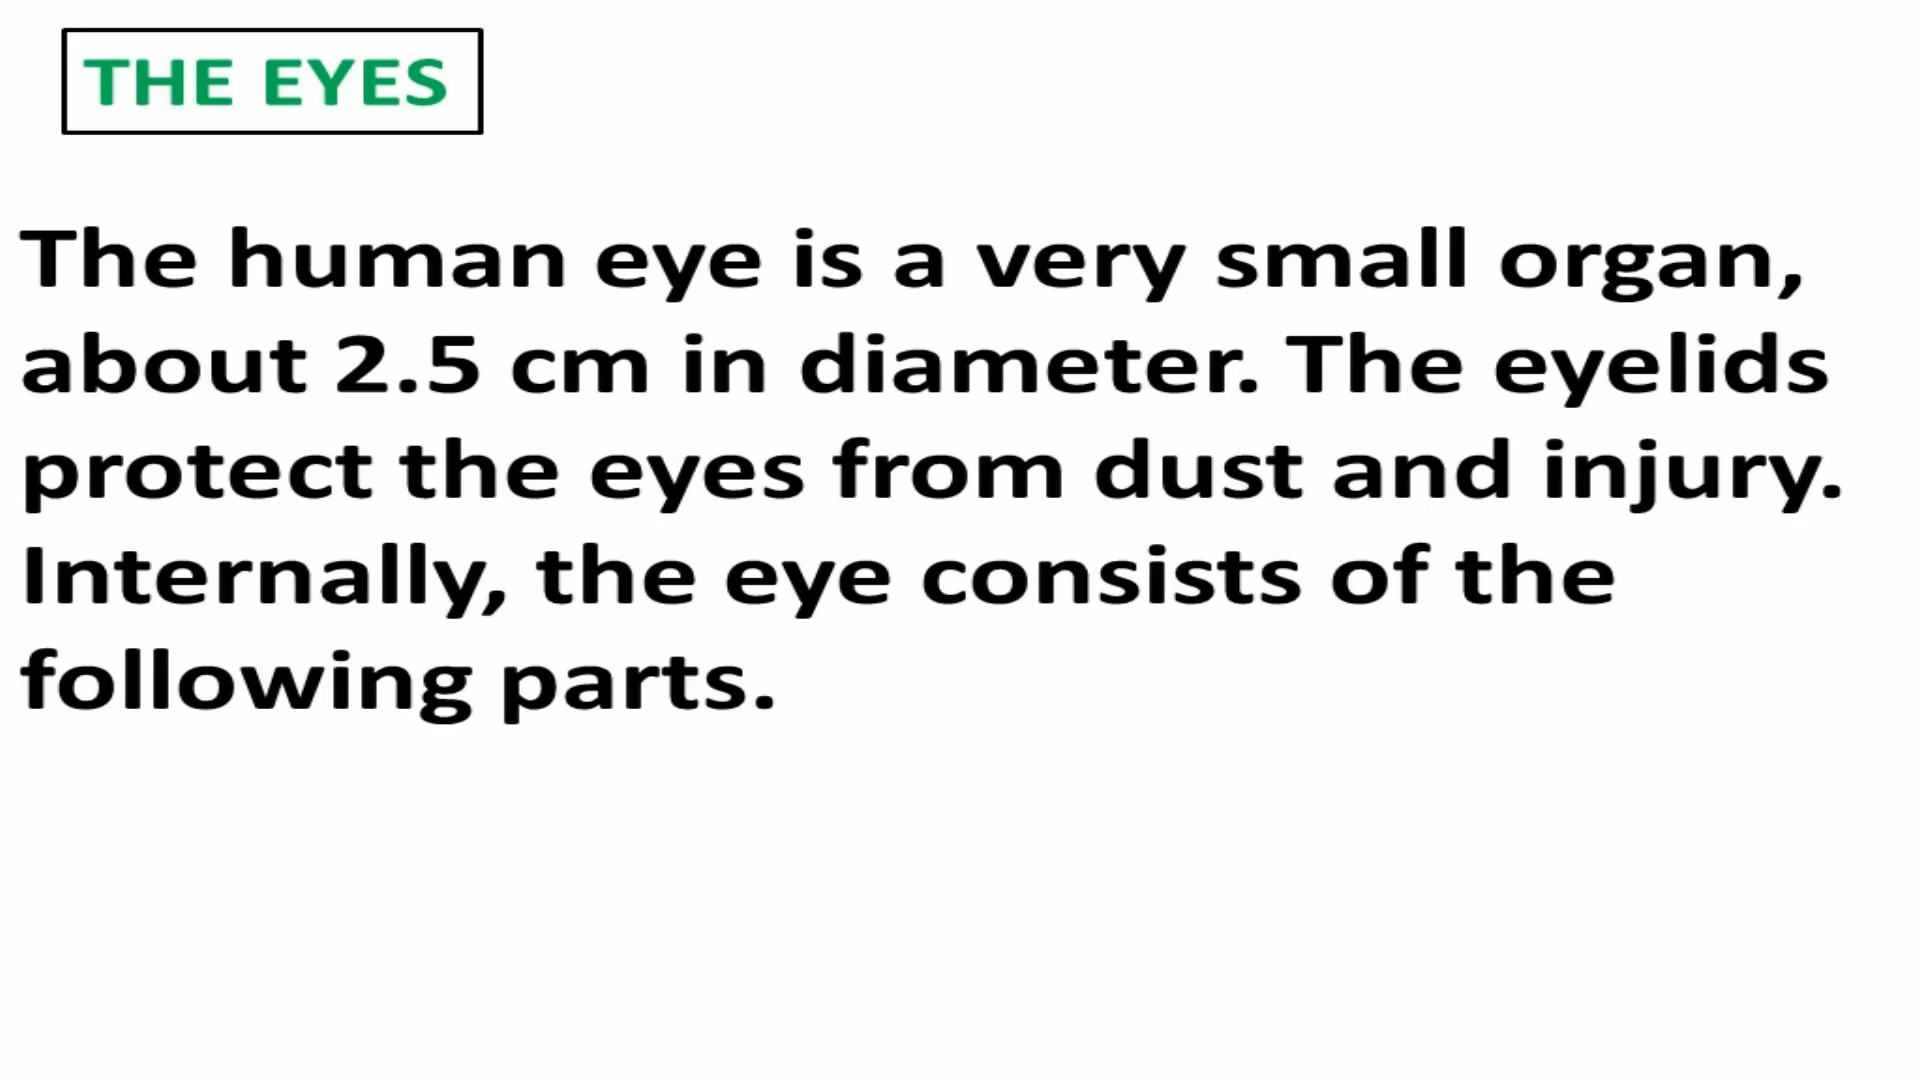 THE EYES
The human eye is a very small organ,
about 2.5 cm in diameter. The eyelids
protect the eyes from dust and injury.
Internally, the eye consists of the
following parts.